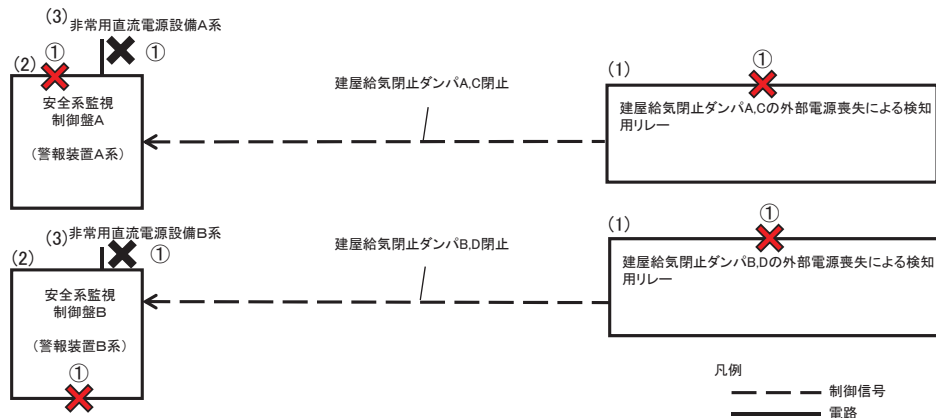 (3) 非常用直流電源設備A系
①
①
(2)
安全系監視
制御盤A
(警報装置A系)
建屋給気閉止ダンパA,C閉止
(1)
①
建屋給気閉止ダンパA,Cの外部電源喪失による検知
用リレー
(3) 非常用直流電源設備B系
①
(2)
安全系監視
制御盤B
(警報装置B系)
①
建屋給気閉止ダンパB,D閉止
(1)
①
建屋給気閉止ダンパB,Dの外部電源喪失による検知
用リレー
凡例
制御信号
電路